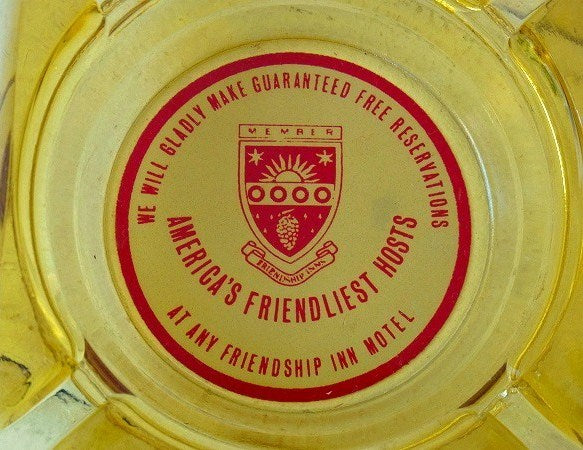 WE WILL GLADLY MAKE GUARANTEED FREE RESERVATIONS
MEMBER
FRIENDSHIP INNS
AMERICA'S FRIENDLIEST HOSTS
AT ANY FRIENDSHIP INN MOTEL